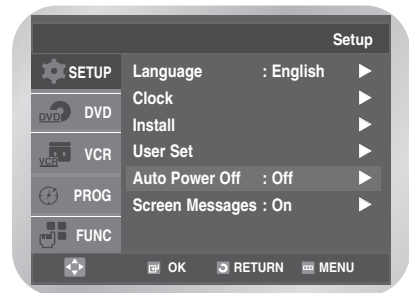 Setup
SETUP
Language : English
Clock
DVD
DVD
Install
VCR
VCR
User Set
Auto Power Off : Off
PROG
Screen Messages : On
FUNC
OK RETURN MENU